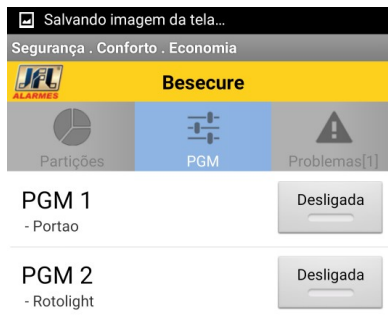 Salvando imagem da tela...
Segurança . Conforto . Economia
JFL
ALARMES
Besecure
Partições
PGM
Problemas[1]
PGM 1
- Portao
Desligada
PGM 2
- Rotolight
Desligada